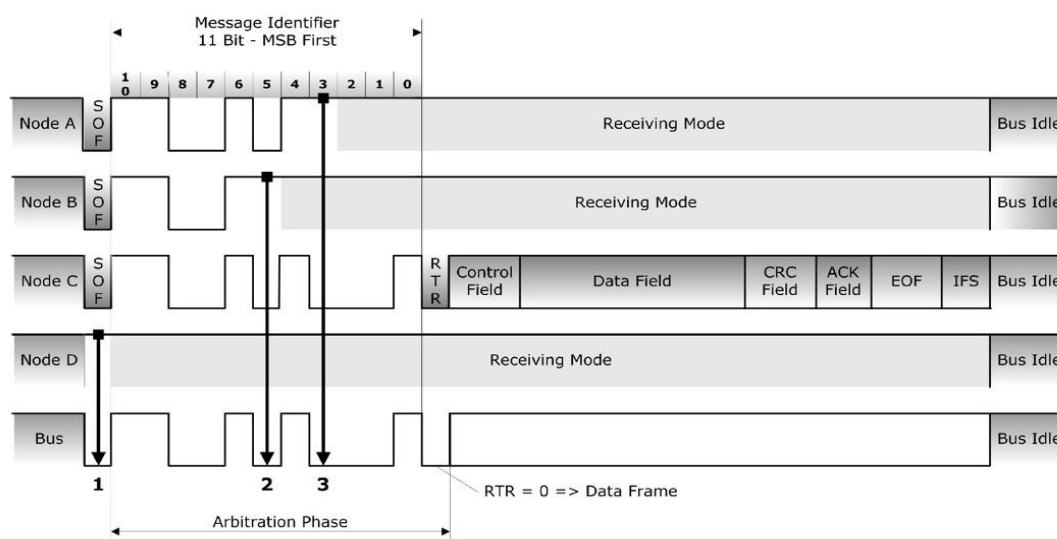 Message Identifier
11 Bit - MSB First
10 9 8 7 6 5 4 3 2 1 0
Node A
SOF
Receiving Mode
Bus Idle
Node B
SOF
Receiving Mode
Bus Idle
Node C
SOF
RTR
Control
Field
Data Field
CRC
Field
ACK
Field
EOF
IFS
Bus Idle
Node D
Receiving Mode
Bus Idle
Bus
Bus Idle
1 2 3
RTR = 0 => Data Frame
Arbitration Phase